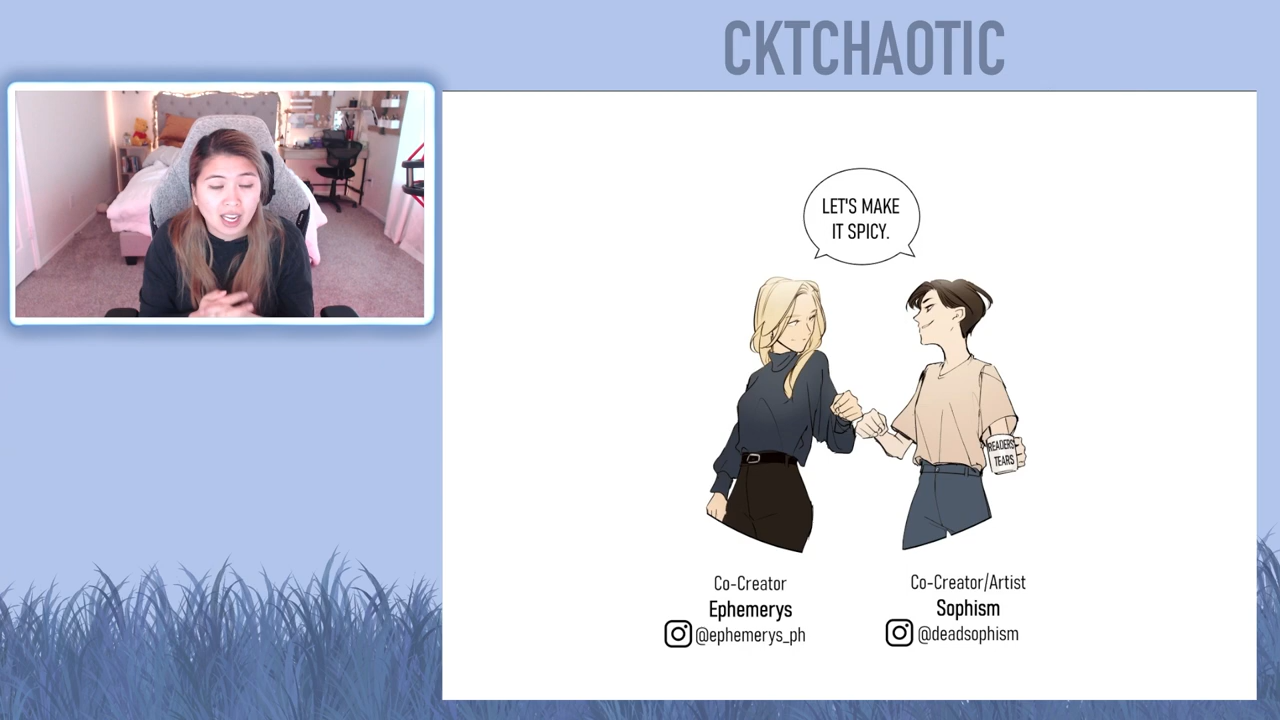 CKTCHAOTIC
LET'S MAKE
IT SPICY.
READERS
TEARS
Co-Creator
Ephemerys
@ephemerys_ph
Co-Creator/Artist
Sophism
@deadsophism